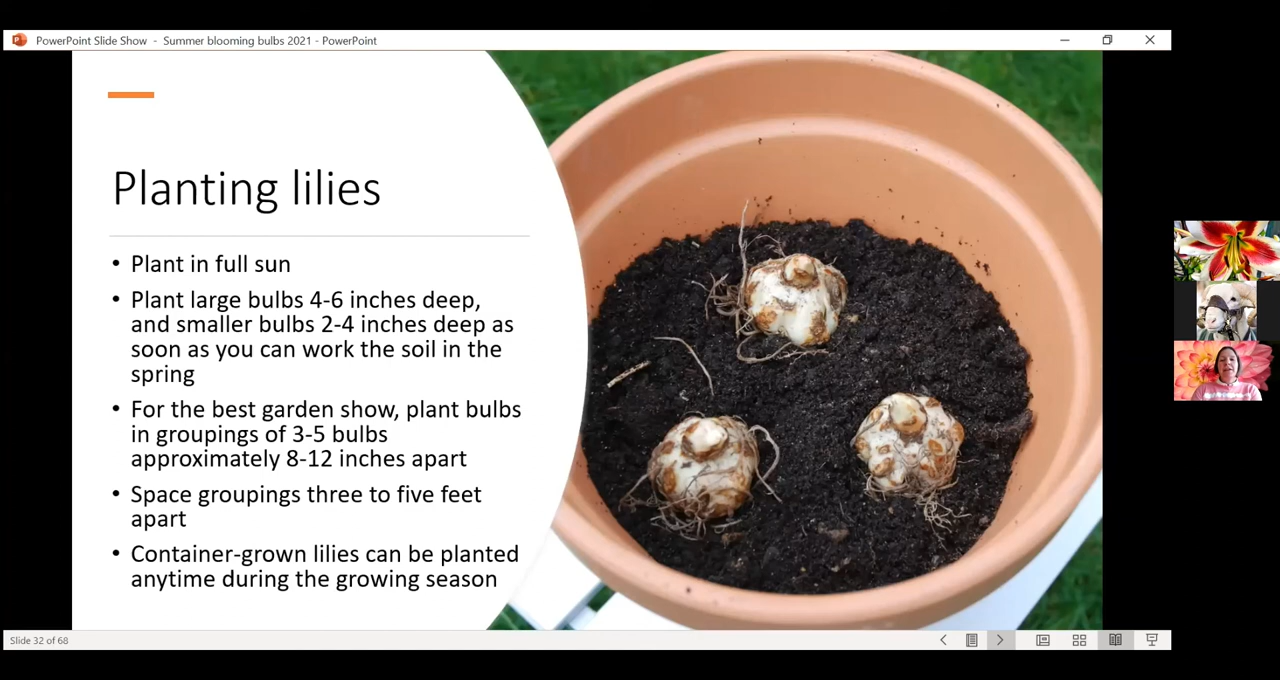 PowerPoint Slide Show - Summer blooming bulbs 2021 - PowerPoint
Planting lilies
• Plant in full sun
• Plant large bulbs 4-6 inches deep,
and smaller bulbs 2-4 inches deep as
soon as you can work the soil in the
spring
• For the best garden show, plant bulbs
in groupings of 3-5 bulbs
approximately 8-12 inches apart
• Space groupings three to five feet
apart
• Container-grown lilies can be planted
anytime during the growing season
Slide 32 of 68